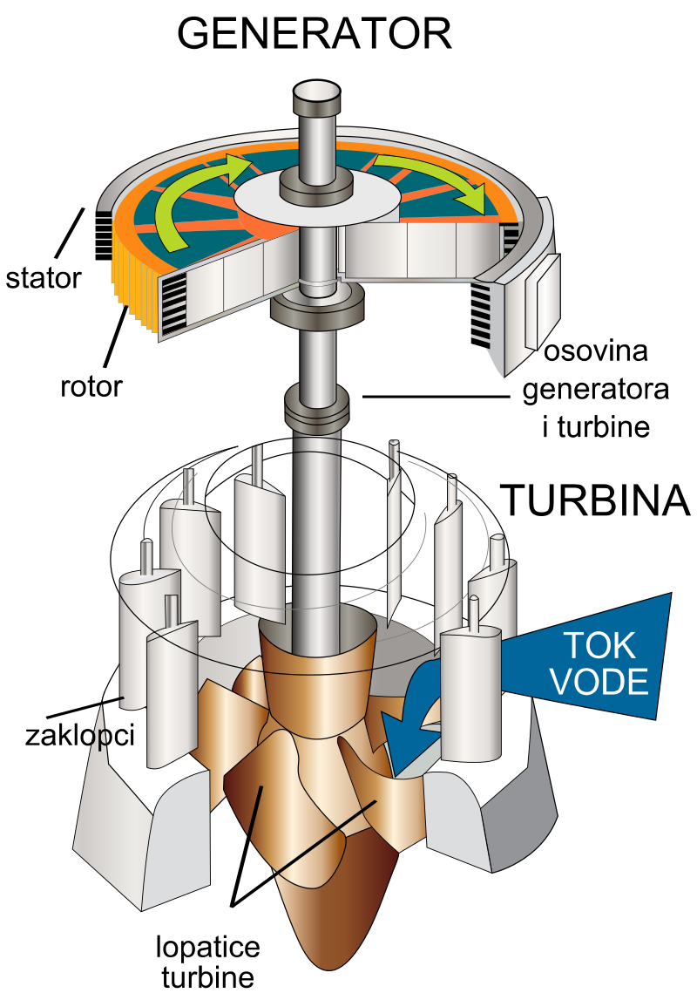 GENERATOR
stator
rotor
osovina
generatora
i turbine
TURBINA
TOK
VODE
zaklopci
lopatice
turbine